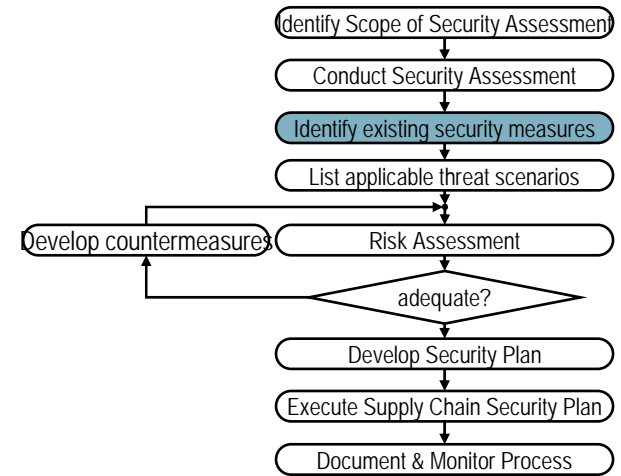 Identify Scope of Security Assessment
Conduct Security Assessment
Identify existing security measures
List applicable threat scenarios
Develop countermeasures
Risk Assessment
adequate?
Develop Security Plan
Execute Supply Chain Security Plan
Document & Monitor Process